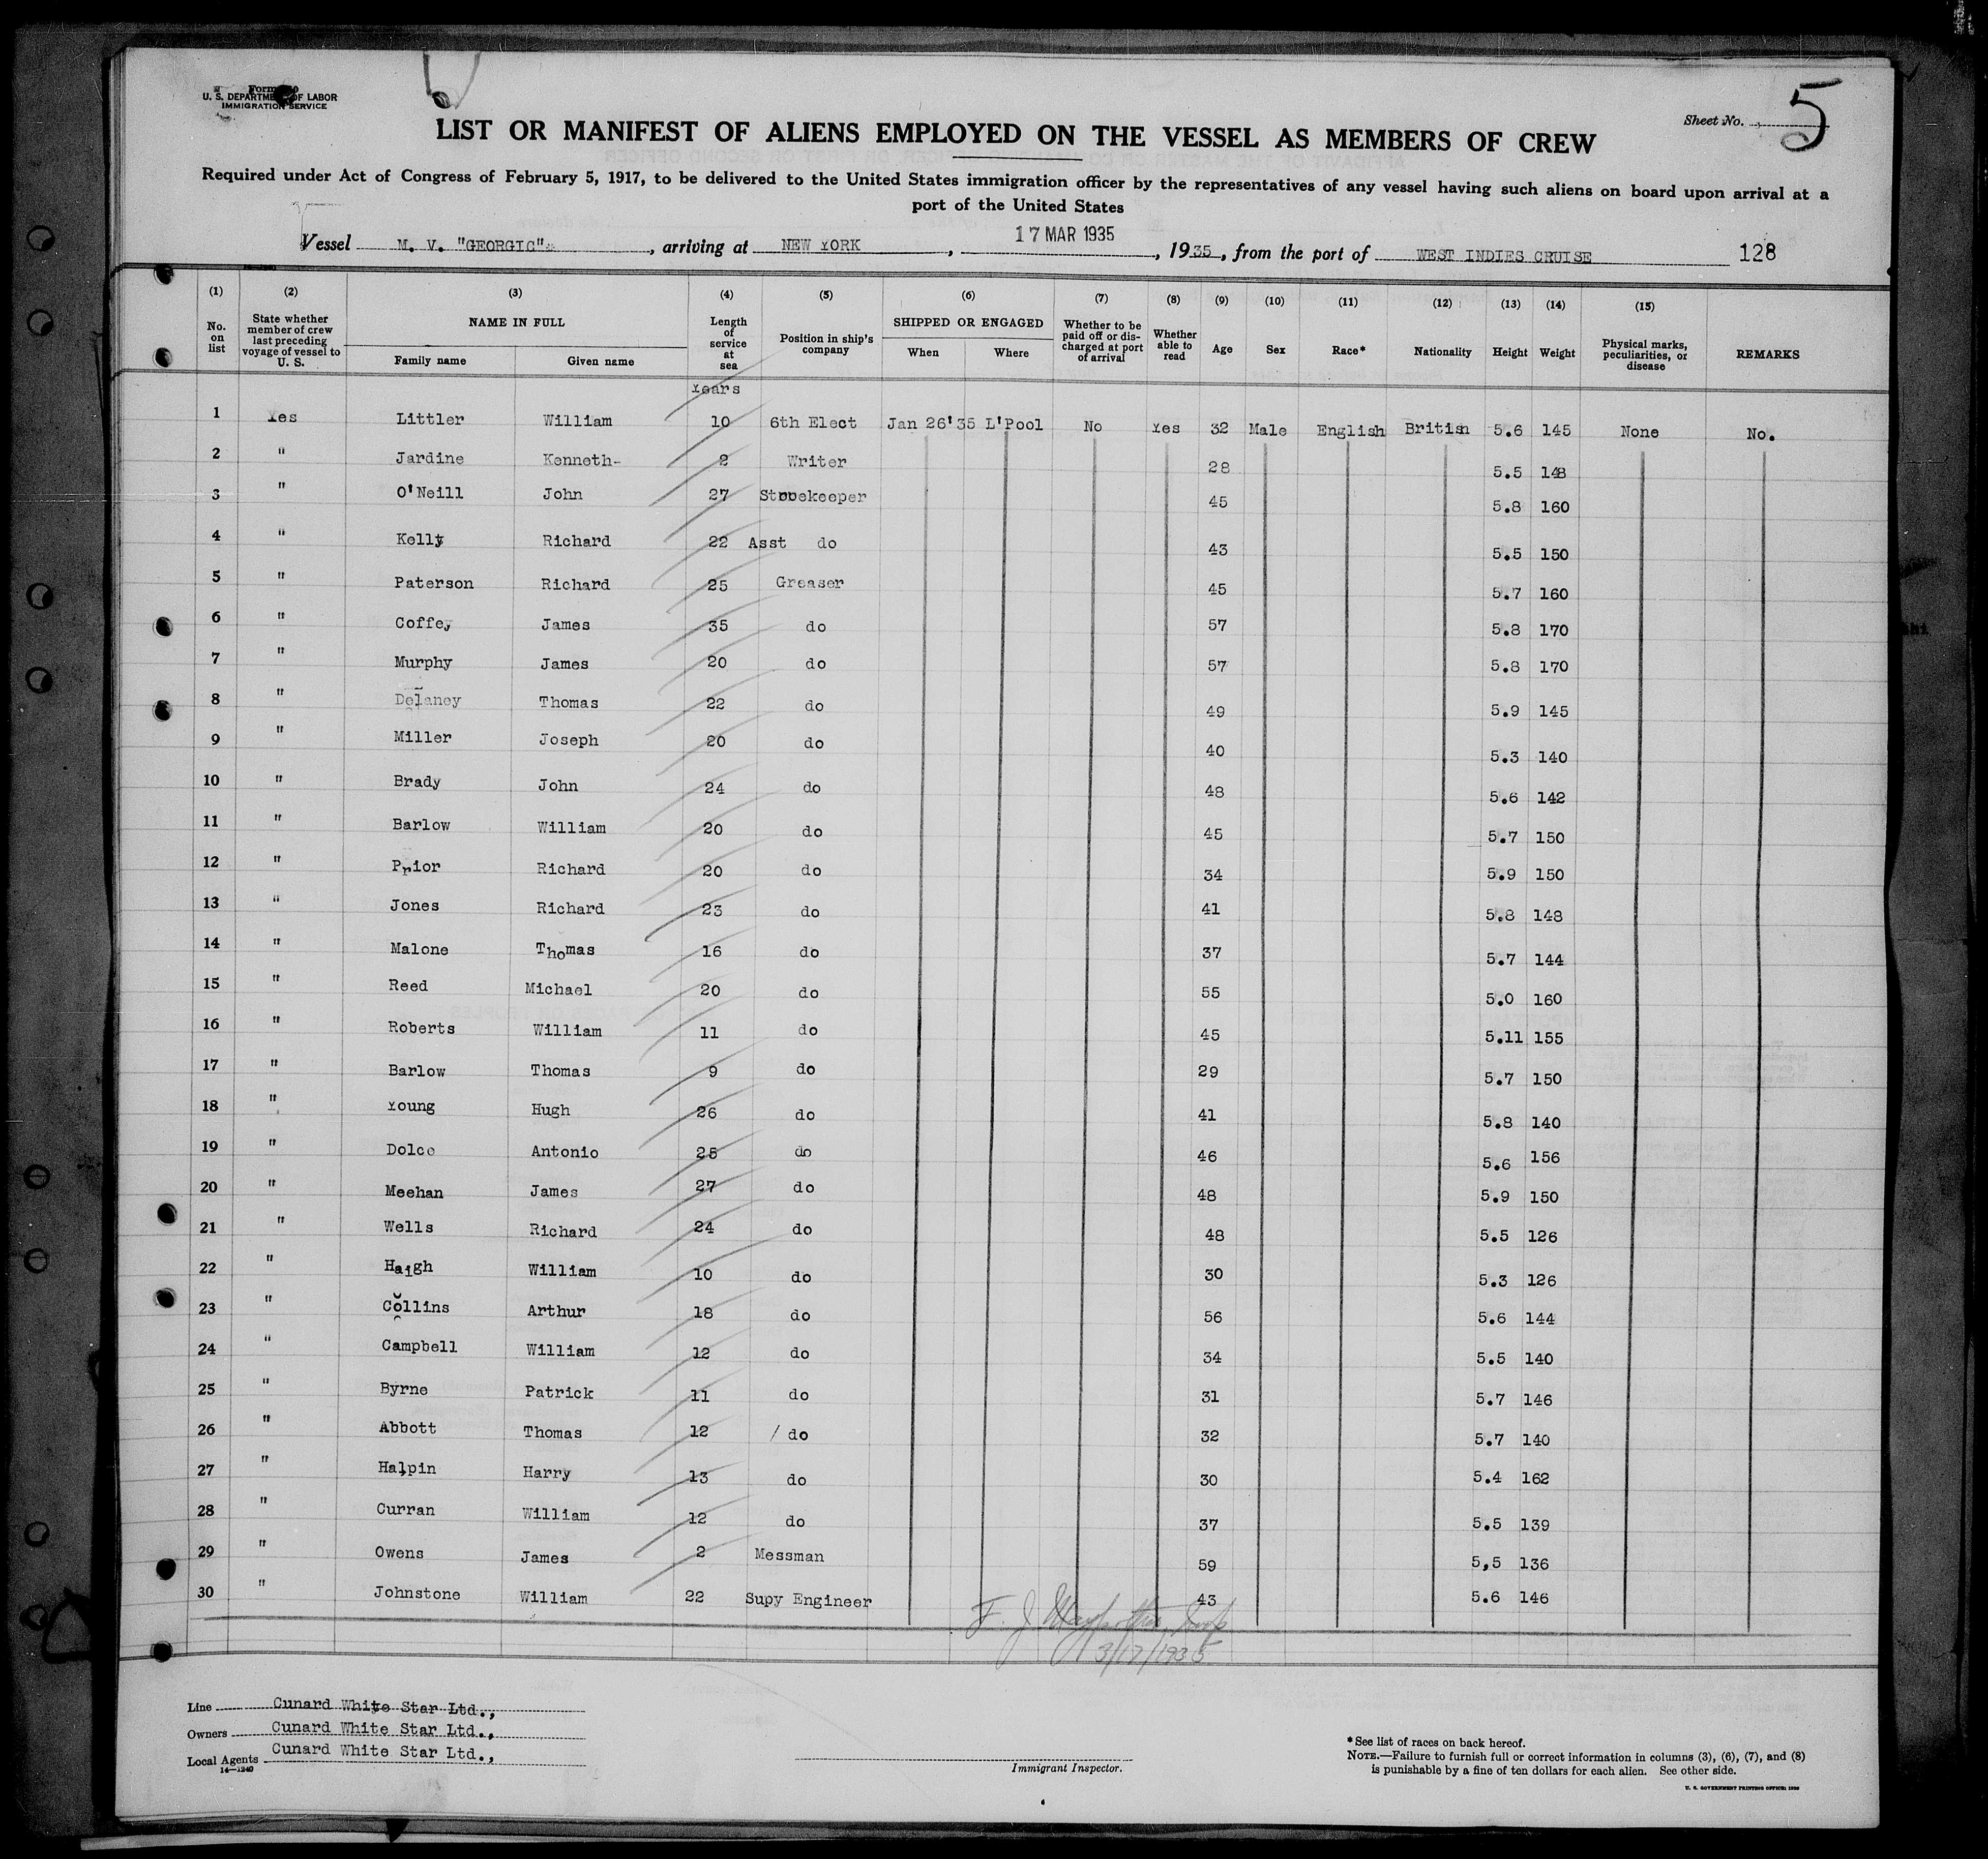 U. S. DEPARTMENT OF LABOR
IMMIGRATION SERVICE
Sheet No. 5
LIST OR MANIFEST OF ALIENS EMPLOYED ON THE VESSEL AS MEMBERS OF CREW
Required under Act of Congress of February 5, 1917, to be delivered to the United States immigration officer by the representatives of any vessel having such aliens on board upon arrival at a
port of the United States
Vessel M. V. "GEORGIC", arriving at NEW YORK, 17 MAR 1935, 1935, from the port of WEST INDIES CRUISE 128
(1) (2) (3) (4) (5) (6) (7) (8) (9) (10) (11) (12) (13) (14) (15)
No. on list State whether member of crew last preceding voyage of vessel to U. S. NAME IN FULL Family name Given name Length of service at sea Position in ship's company SHIPPED OR ENGAGED When Where Whether to be paid off or discharged at port of arrival Whether able to read Age Sex Race* Nationality Height Weight Physical marks, peculiarities, or disease REMARKS
Years
1 Yes Littler William 10 6th Elect Jan 26'35 L'Pool No Yes 32 Male English British 5.6 145 None No.
2 " Jardine Kenneth- 2 Writer 28 5.5 148
3 " O'Neill John 27 Storekeeper 45 5.8 160
4 " Kelly Richard 22 Asst do 43 5.5 150
5 " Paterson Richard 25 Greaser 45 5.7 160
6 " Coffey James 35 do 57 5.8 170
7 " Murphy James 20 do 57 5.8 170
8 " Delaney Thomas 22 do 49 5.9 145
9 " Miller Joseph 20 do 40 5.3 140
10 " Brady John 24 do 48 5.6 142
11 " Barlow William 20 do 45 5.7 150
12 " Prior Richard 20 do 34 5.9 150
13 " Jones Richard 23 do 41 5.8 148
14 " Malone Thomas 16 do 37 5.7 144
15 " Reed Michael 20 do 55 5.0 160
16 " Roberts William 11 do 45 5.11 155
17 " Barlow Thomas 9 do 29 5.7 150
18 " Young Hugh 26 do 41 5.8 140
19 " Dolce Antonio 25 do 46 5.6 156
20 " Meehan James 27 do 48 5.9 150
21 " Wells Richard 24 do 48 5.5 126
22 " Haigh William 10 do 30 5.3 126
23 " Collins Arthur 18 do 56 5.6 144
24 " Campbell William 12 do 34 5.5 140
25 " Byrne Patrick 11 do 31 5.7 146
26 " Abbott Thomas 12 / do 32 5.7 140
27 " Halpin Harry 13 do 30 5.4 162
28 " Curran William 12 do 37 5.5 139
29 " Owens James 2 Messman 59 5,5 136
30 " Johnstone William 22 Supy Engineer 43 5.6 146
F. J.
3/17/1935
Line Cunard White Star Ltd.,
Owners Cunard White Star Ltd.,
Local Agents Cunard White Star Ltd.,
14—1240
Immigrant Inspector.
*See list of races on back hereof.
NOTE.—Failure to furnish full or correct information in columns (3), (6), (7), and (8)
is punishable by a fine of ten dollars for each alien. See other side.